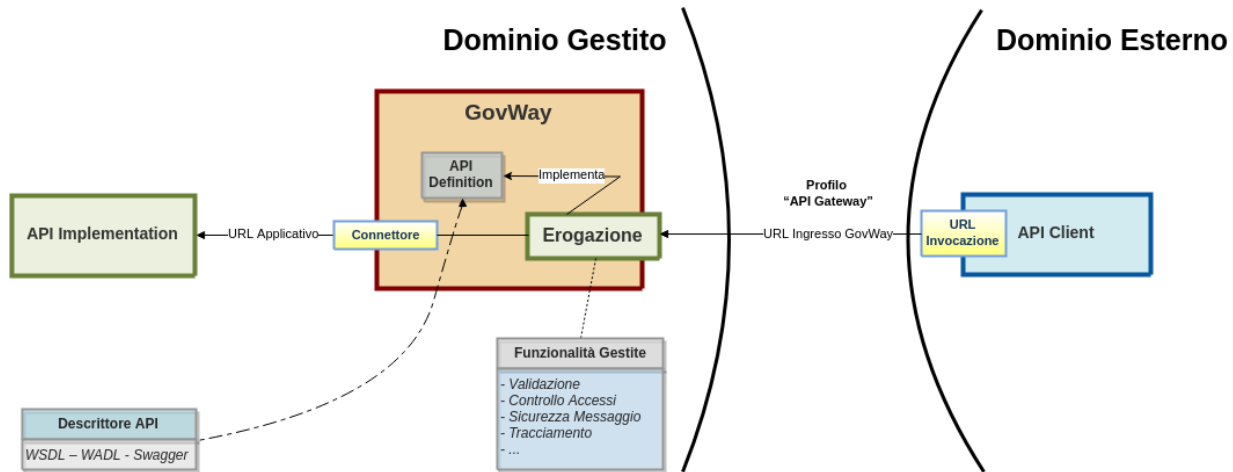 Dominio Gestito
Dominio Esterno
GovWay
API
Definition
Implementa
Profilo
“API Gateway”
API Implementation
URL Applicativo
Connettore
Erogazione
URL Ingresso GovWay
URL
Invocazione
API Client
Funzionalità Gestite
- Validazione
- Controllo Accessi
- Sicurezza Messaggio
- Tracciamento
- ...
Descrittore API
WSDL – WADL - Swagger